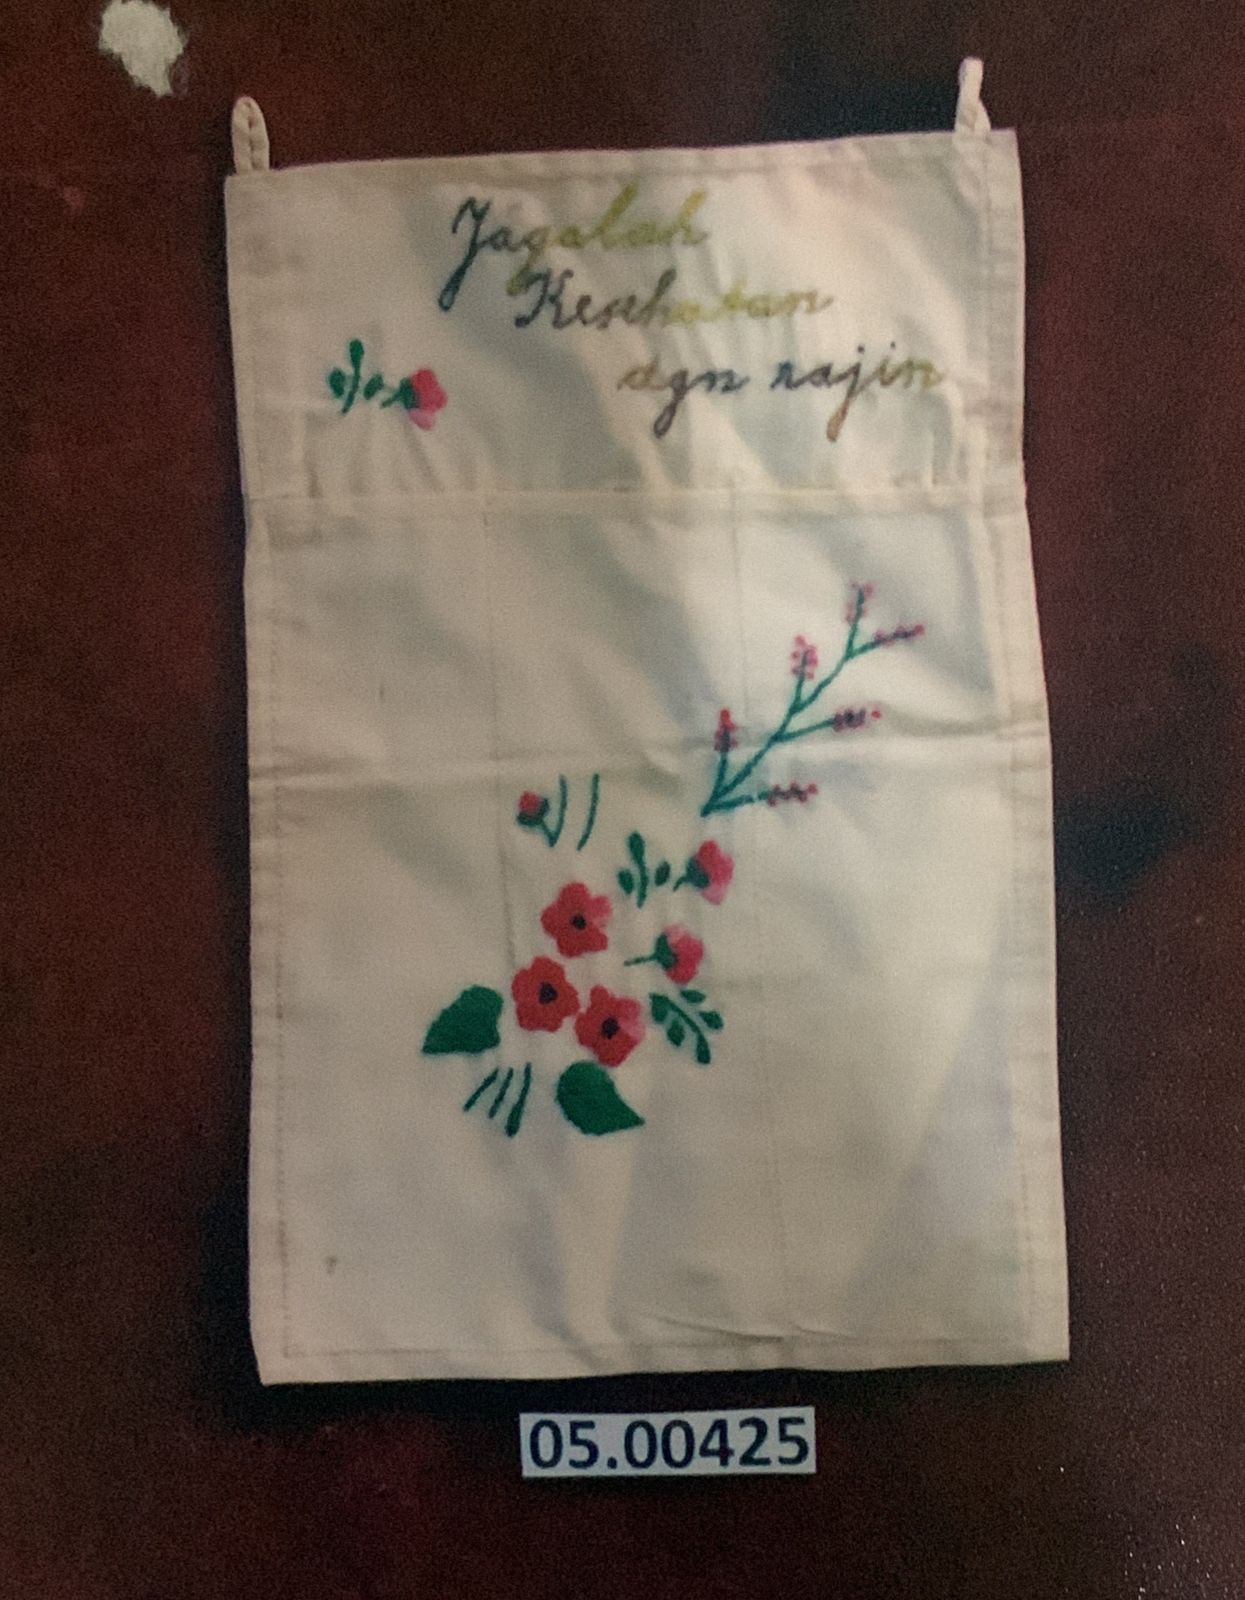 Jagalah
Kesehatan
dgn rajin
05.00425